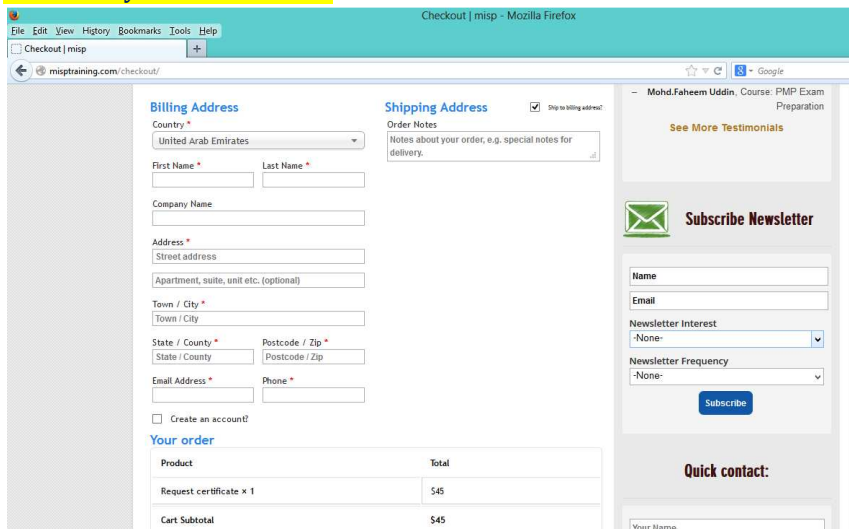 Checkout | misp - Mozilla Firefox
File Edit View History Bookmarks Tools Help
Checkout | misp +
misptraining.com/checkout/
Google
Billing Address
Country *
United Arab Emirates
First Name * Last Name *
Company Name
Address *
Street address
Apartment, suite, unit etc. (optional)
Town / City *
Town / City
State / County * Postcode / Zip *
State / County Postcode / Zip
Email Address * Phone *
Create an account?
Shipping Address Ship to billing address?
Order Notes
Notes about your order, e.g. special notes for
delivery.
Your order
Product Total
Request certificate × 1 $45
Cart Subtotal $45
– Mohd.Faheem Uddin, Course: PMP Exam
Preparation
See More Testimonials
Subscribe Newsletter
Name
Email
Newsletter Interest
-None-
Newsletter Frequency
-None-
Subscribe
Quick contact:
Your Name